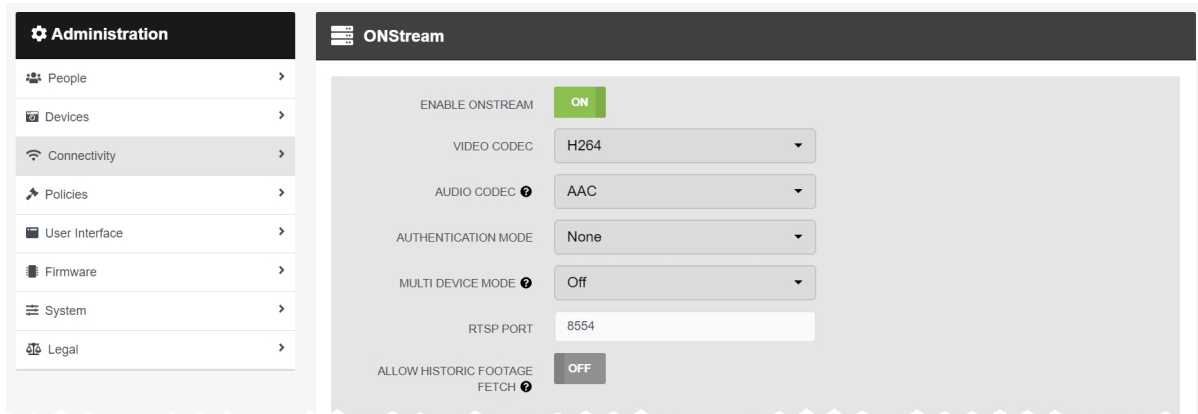 Administration
People
Devices
Connectivity
Policies
User Interface
Firmware
System
Legal
ONStream
ENABLE ONSTREAM ON
VIDEO CODEC H264
AUDIO CODEC ? AAC
AUTHENTICATION MODE None
MULTI DEVICE MODE ? Off
RTSP PORT 8554
ALLOW HISTORIC FOOTAGE OFF
FETCH ?